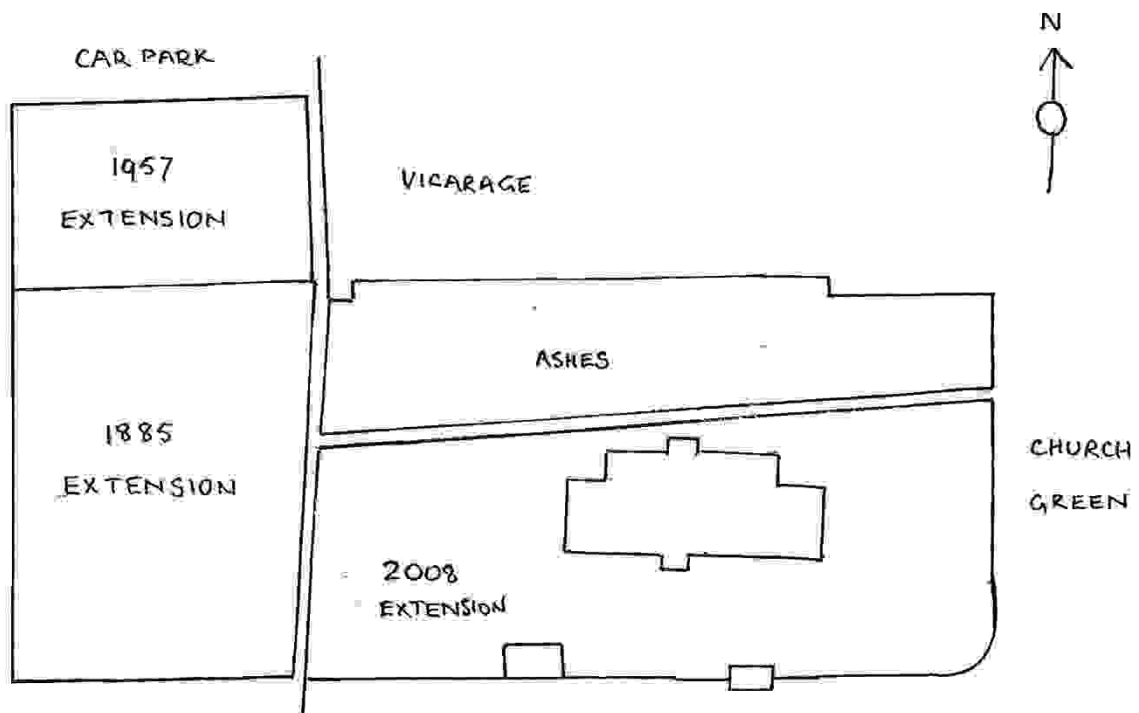 N
CAR PARK
1957
EXTENSION
VICARAGE
ASHES
1885
EXTENSION
CHURCH
GREEN
2008
EXTENSION